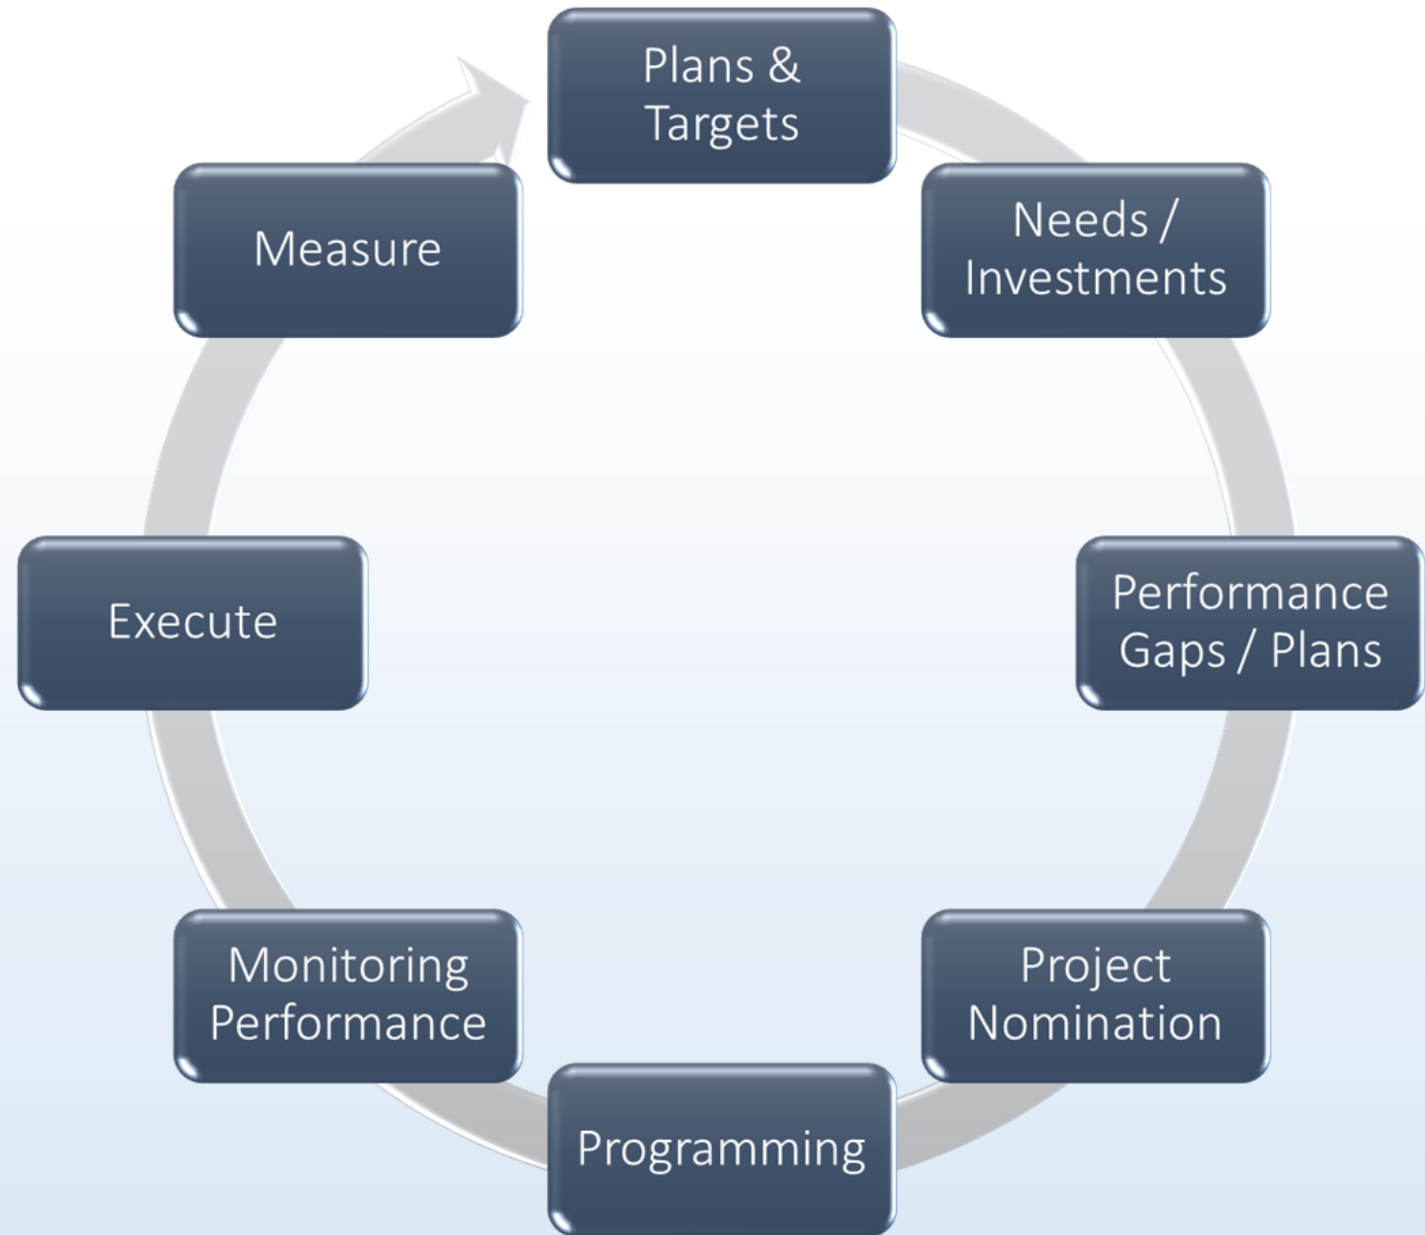 Plans &
Targets
Needs /
Investments
Performance
Gaps / Plans
Project
Nomination
Programming
Monitoring
Performance
Execute
Measure